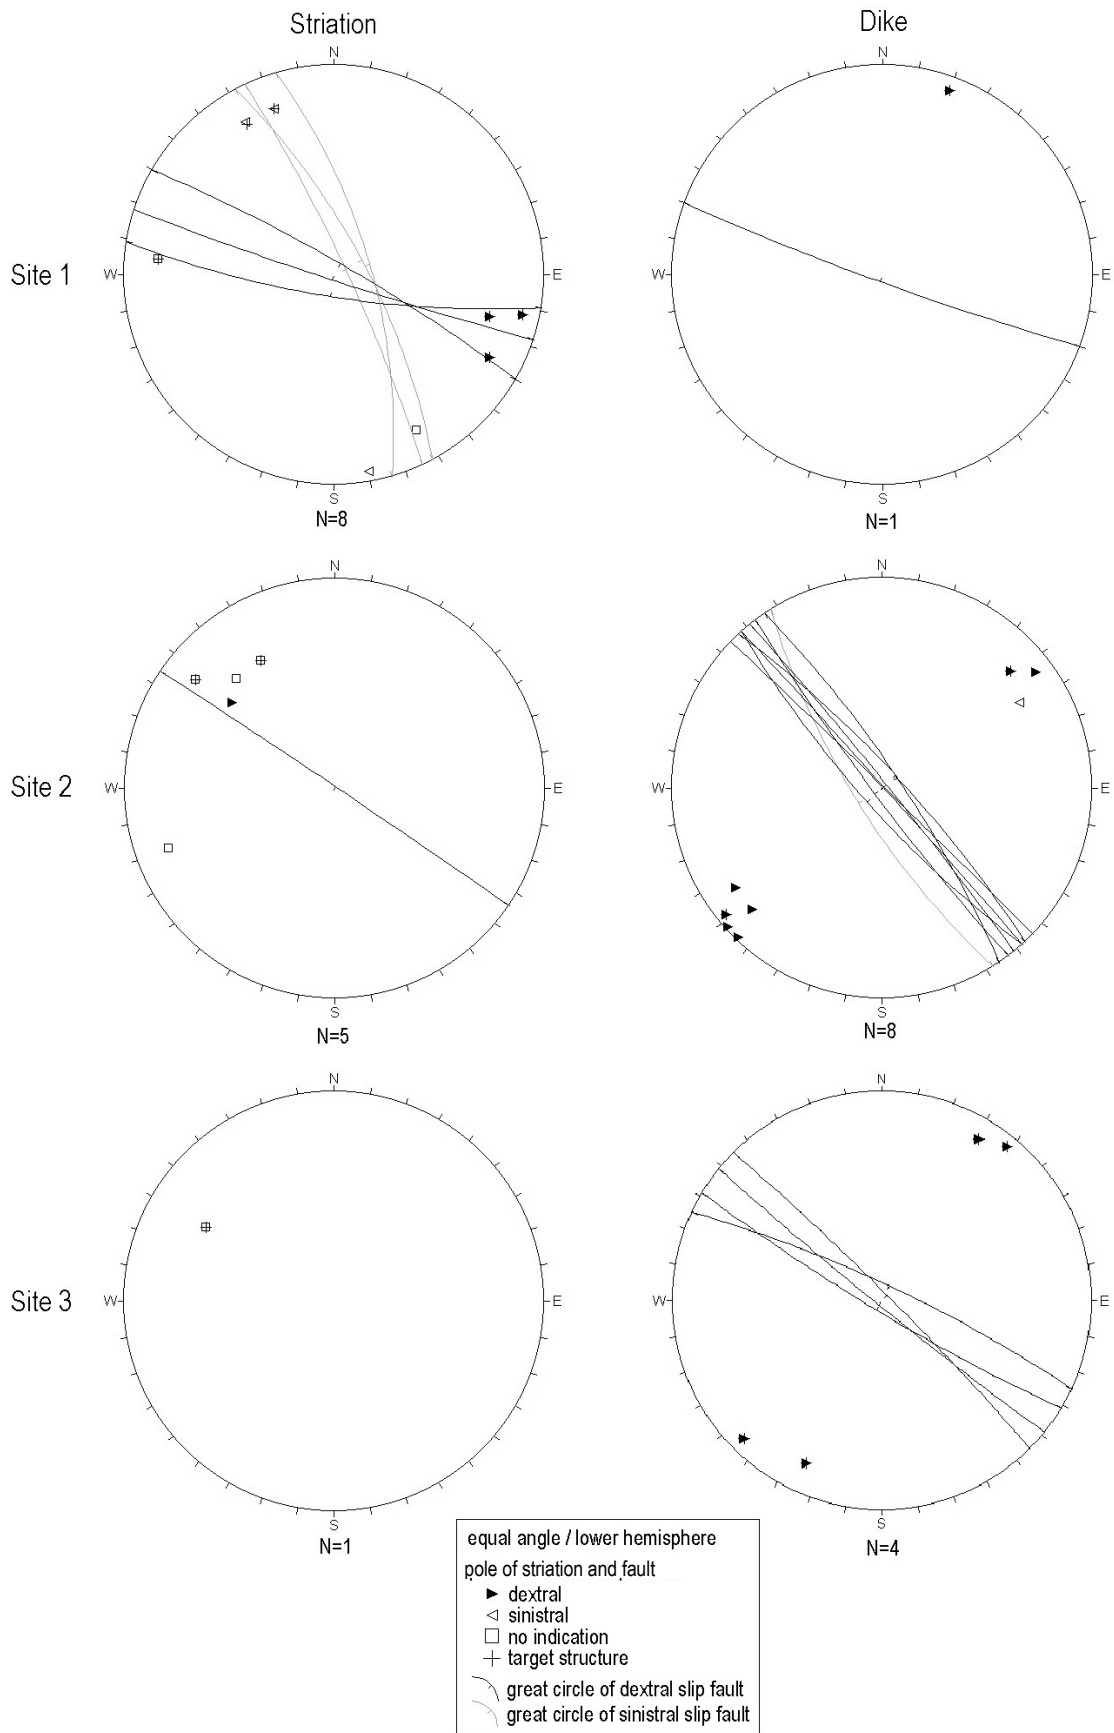 Striation
Dike
N
N
Site 1
W
E
W
E
S
S
N=8
N=1
N
N
Site 2
W
E
W
E
S
S
N=5
N=8
N
N
Site 3
W
E
W
E
S
S
N=1
N=4
equal angle / lower hemisphere
pole of striation and fault
dextral
sinistral
no indication
target structure
great circle of dextral slip fault
great circle of sinistral slip fault